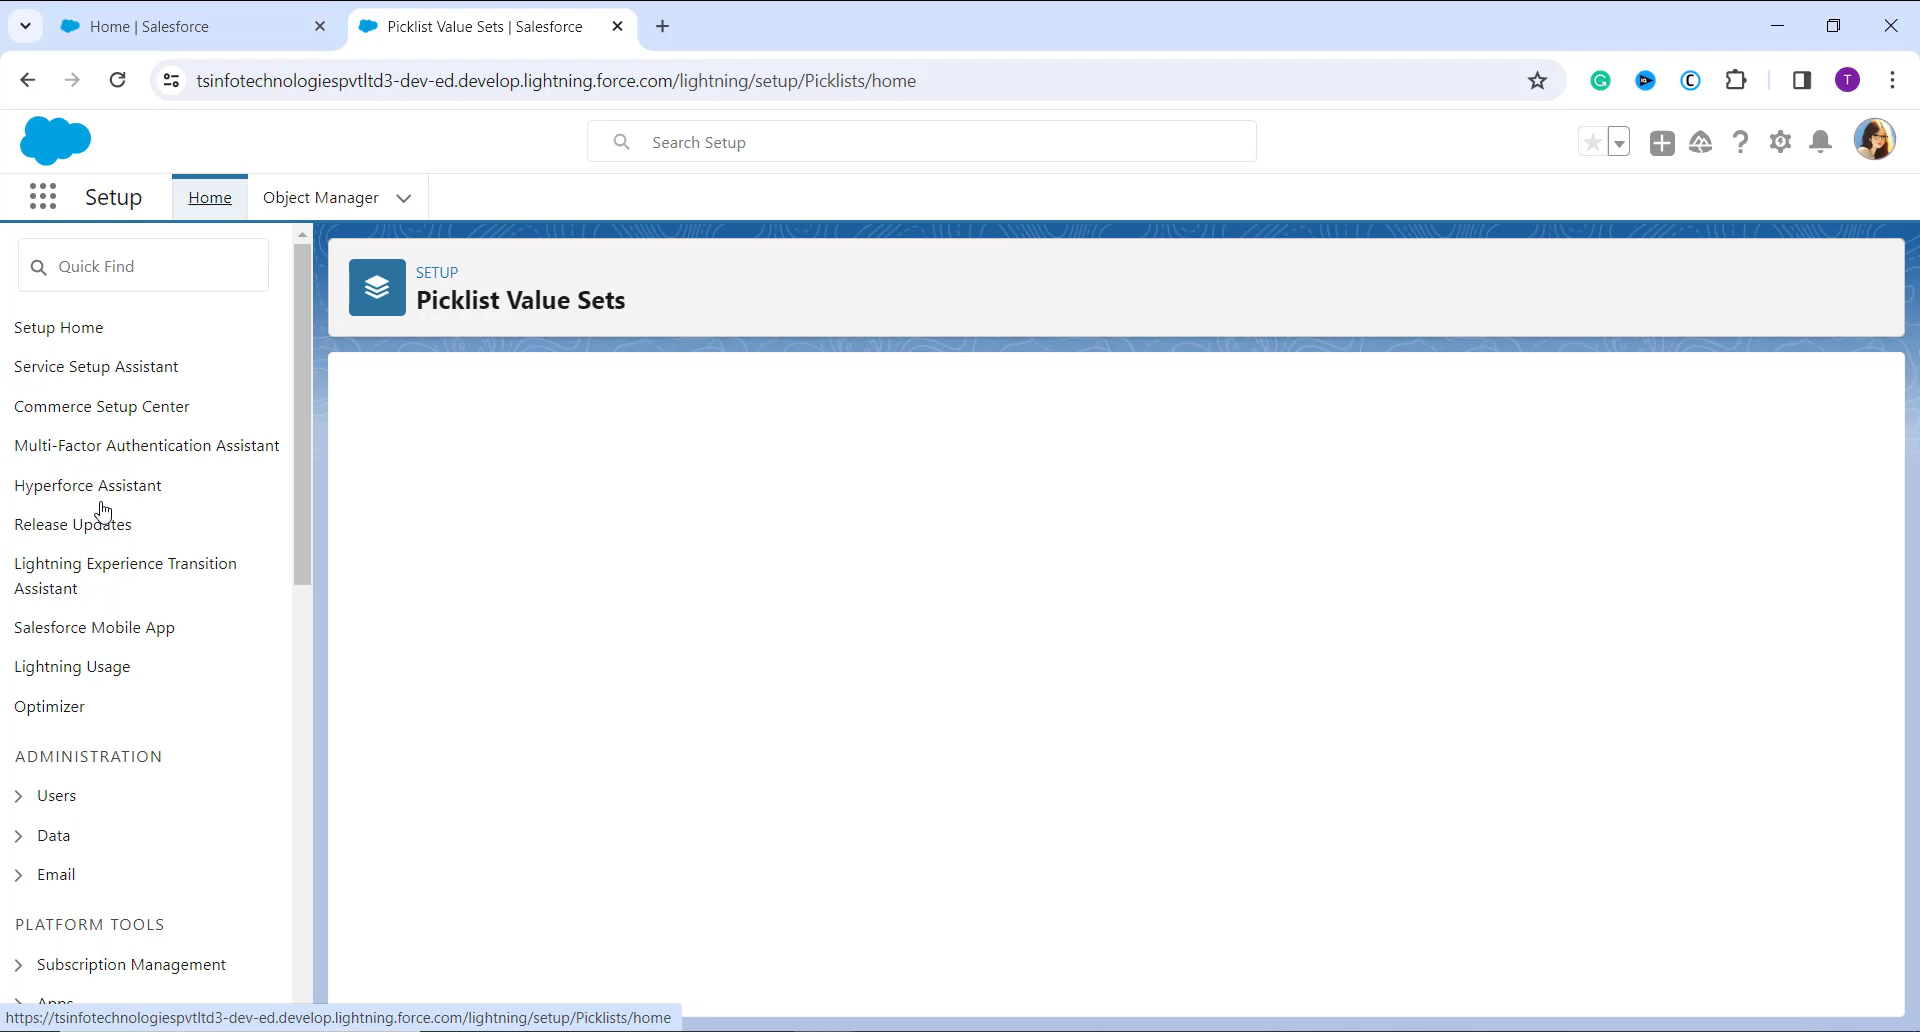 Home | Salesforce
Picklist Value Sets | Salesforce
tsinfotechnologiespvtltd3-dev-ed.develop.lightning.force.com/lightning/setup/Picklists/home
T
Search Setup
Setup
Home
Object Manager
Quick Find
SETUP
Picklist Value Sets
Setup Home
Service Setup Assistant
Commerce Setup Center
Multi-Factor Authentication Assistant
Hyperforce Assistant
Release Updates
Lightning Experience Transition
Assistant
Salesforce Mobile App
Lightning Usage
Optimizer
ADMINISTRATION
Users
Data
Email
PLATFORM TOOLS
Subscription Management
Apps
https://tsinfotechnologiespvtltd3-dev-ed.develop.lightning.force.com/lightning/setup/Picklists/home